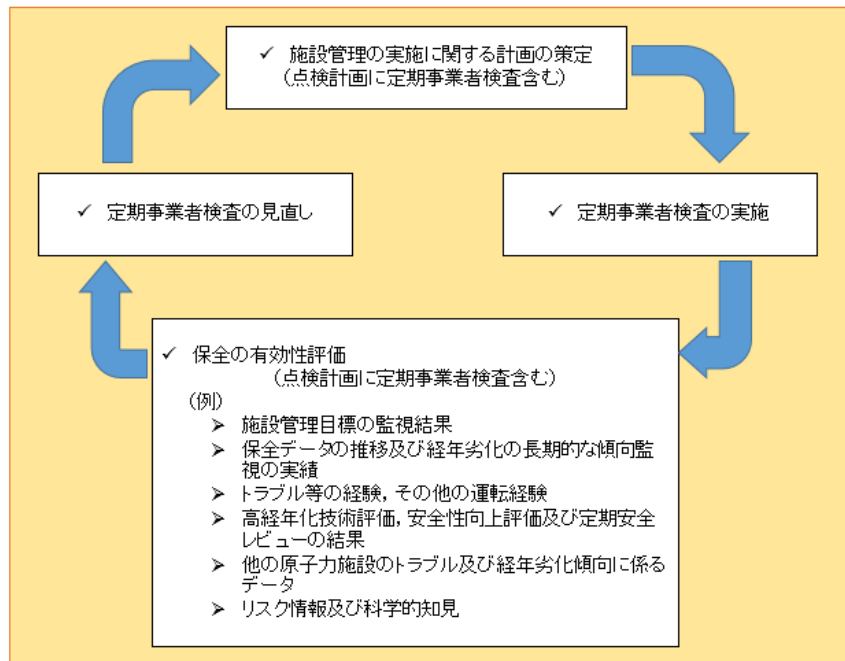 ✓ 施設管理の実施に関する計画の策定
(点検計画に定期事業者検査含む)
✓ 定期事業者検査の見直し
✓ 定期事業者検査の実施
✓ 保全の有効性評価
(点検計画に定期事業者検査含む)
(例)
➢ 施設管理目標の監視結果
➢ 保全データの推移及び経年劣化の長期的な傾向監
視の実績
➢ トラブル等の経験, その他の運転経験
➢ 高経年化技術評価, 安全性向上評価及び定期安全
レビューの結果
➢ 他の原子力施設のトラブル及び経年劣化傾向に係る
データ
➢ リスク情報及び科学的知見